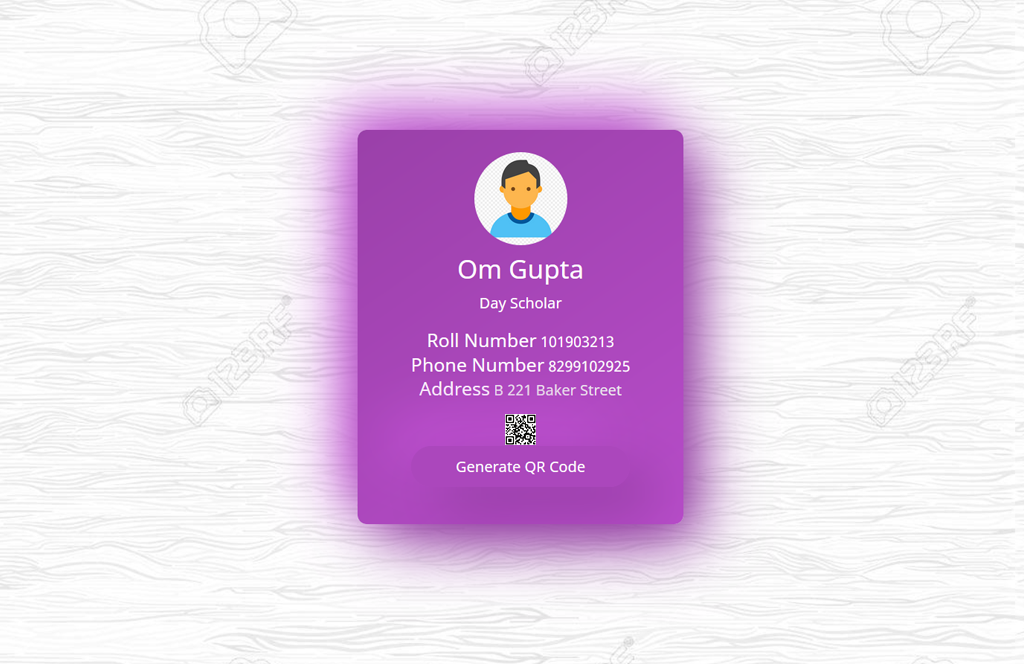 123RF
Om Gupta
Day Scholar
Roll Number 101903213
Phone Number 8299102925
Address B 221 Baker Street
123RF
123RF
Generate QR Code